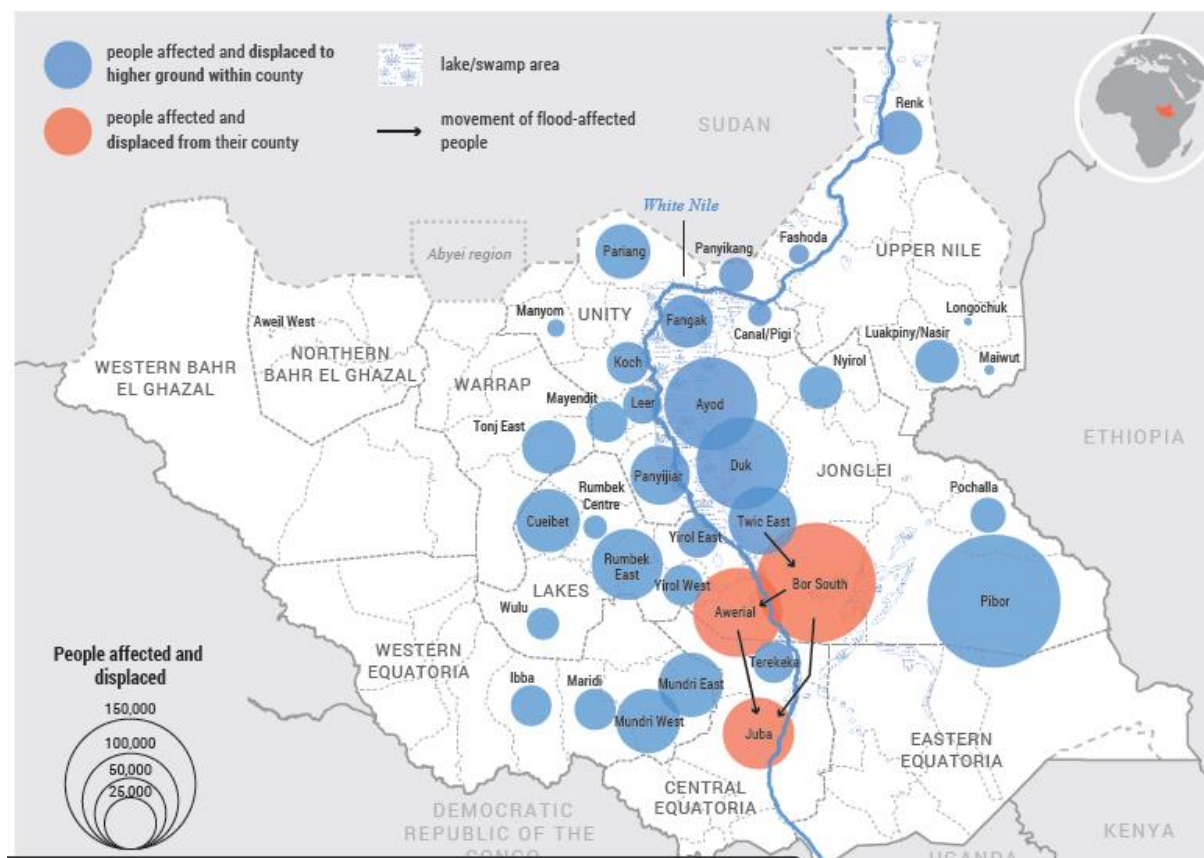 people affected and displaced to
higher ground within county
lake/swamp area
people affected and
displaced from their county
movement of flood-affected
people
SUDAN
Renk
White Nile
Abyei region
Pariang
Panyikang
Fashoda
UPPER NILE
Manyom
UNITY
Fangak
Canal/Pigi
Longochuk
Luakpiny/Nasir
Maiwut
Aweil West
WESTERN BAHR
EL GHAZAL
NORTHERN
BAHR EL GHAZAL
WARRAP
Koch
Nyirol
Mayendit
Leer
Ayod
Tonj East
ETHIOPIA
Panyijiar
Duk
JONGLEI
Rumbek
Centre
Pochalla
Cueibet
Twic East
Yirol East
Rumbek
East
Yirol West
Bor South
LAKES
Awerial
Pibor
Wulu
WESTERN
EQUATORIA
Terekeka
Ibba
Maridi
Mundri East
Mundri West
Juba
EASTERN
EQUATORIA
CENTRAL
EQUATORIA
People affected and
displaced
150,000
100,000
50,000
25,000
DEMOCRATIC
REPUBLIC OF THE
CONGO
UGANDA
KENYA